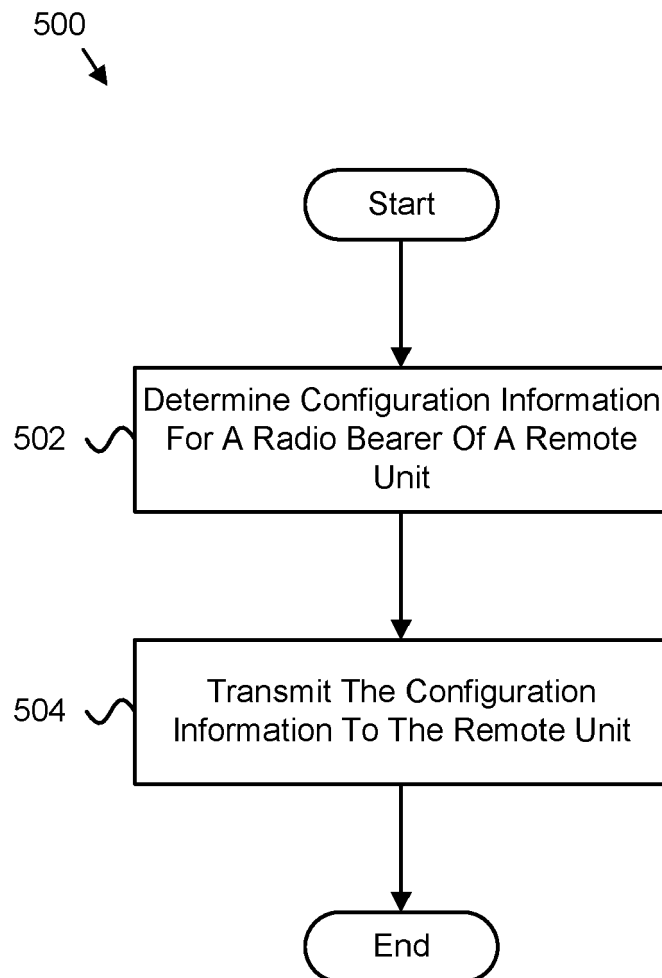 500
Start
502
Determine Configuration Information
For A Radio Bearer Of A Remote
Unit
504
Transmit The Configuration
Information To The Remote Unit
End